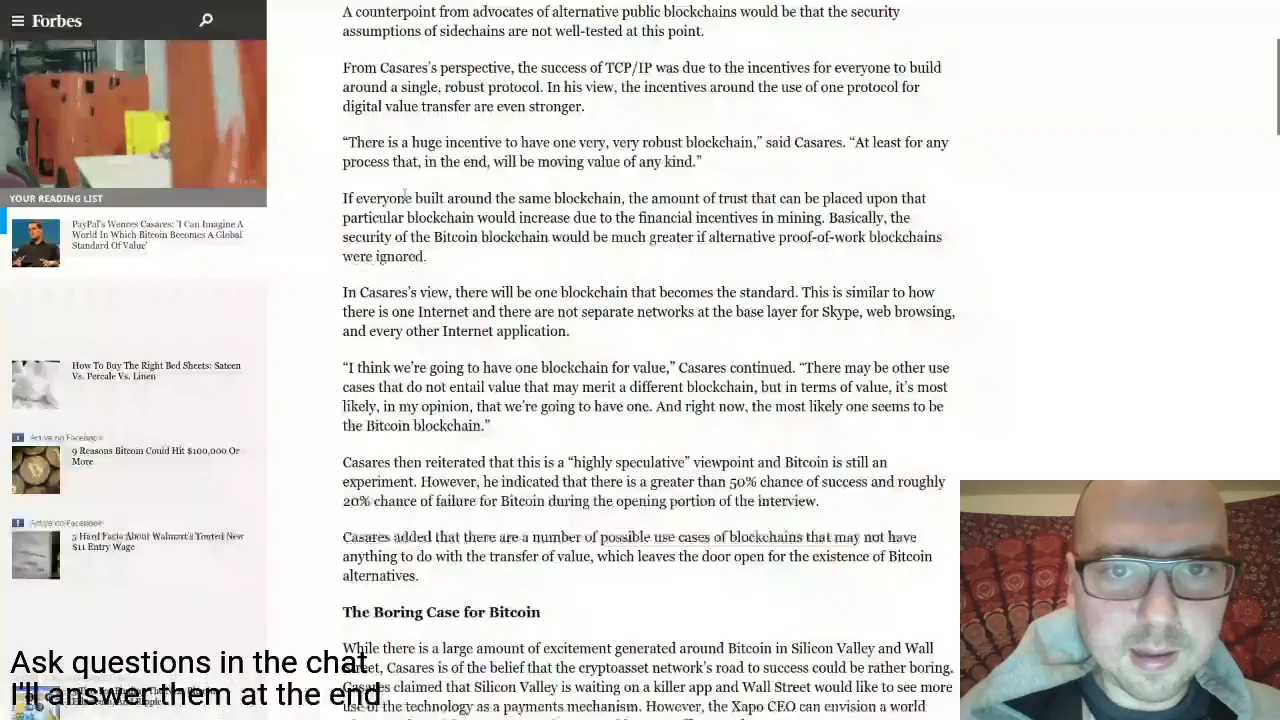 Forbes
A counterpoint from advocates of alternative public blockchains would be that the security
assumptions of sidechains are not well-tested at this point.
From Casares's perspective, the success of TCP/IP was due to the incentives for everyone to build
around a single, robust protocol. In his view, the incentives around the use of one protocol for
digital value transfer are even stronger.
“There is a huge incentive to have one very, very robust blockchain,” said Casares. “At least for any
process that, in the end, will be moving value of any kind.”
If everyone built around the same blockchain, the amount of trust that can be placed upon that
particular blockchain would increase due to the financial incentives in mining. Basically, the
security of the Bitcoin blockchain would be much greater if alternative proof-of-work blockchains
were ignored.
In Casares's view, there will be one blockchain that becomes the standard. This is similar to how
there is one Internet and there are not separate networks at the base layer for Skype, web browsing,
and every other Internet application.
“I think we're going to have one blockchain for value,” Casares continued. “There may be other use
cases that do not entail value that may merit a different blockchain, but in terms of value, it's most
likely, in my opinion, that we're going to have one. And right now, the most likely one seems to be
the Bitcoin blockchain.”
Casares then reiterated that this is a “highly speculative” viewpoint and Bitcoin is still an
experiment. However, he indicated that there is a greater than 50% chance of success and roughly
20% chance of failure for Bitcoin during the opening portion of the interview.
Casares added that there are a number of possible use cases of blockchains that may not have
anything to do with the transfer of value, which leaves the door open for the existence of Bitcoin
alternatives.
The Boring Case for Bitcoin
While there is a large amount of excitement generated around Bitcoin in Silicon Valley and Wall
Casares is of the belief that the cryptoasset network's road to success could be rather boring.
Casares claimed that Silicon Valley is waiting on a killer app and Wall Street would like to see more
use of the technology as a payments mechanism. However, the Xapo CEO can envision a world
YOUR READING LIST
PayPal's Wences Casares: 'I Can Imagine A
World In Which Bitcoin Becomes A Global
Standard Of Value'
How To Buy The Right Bed Sheets: Sateen
Vs. Percale Vs. Linen
Active on Facebook
9 Reasons Bitcoin Could Hit $100,000 Or
More
Active on Facebook
5 Hard Facts About Walmart's Vaunted New
$11 Entry Wage
Ask questions in the chat
I'll answer them at the end